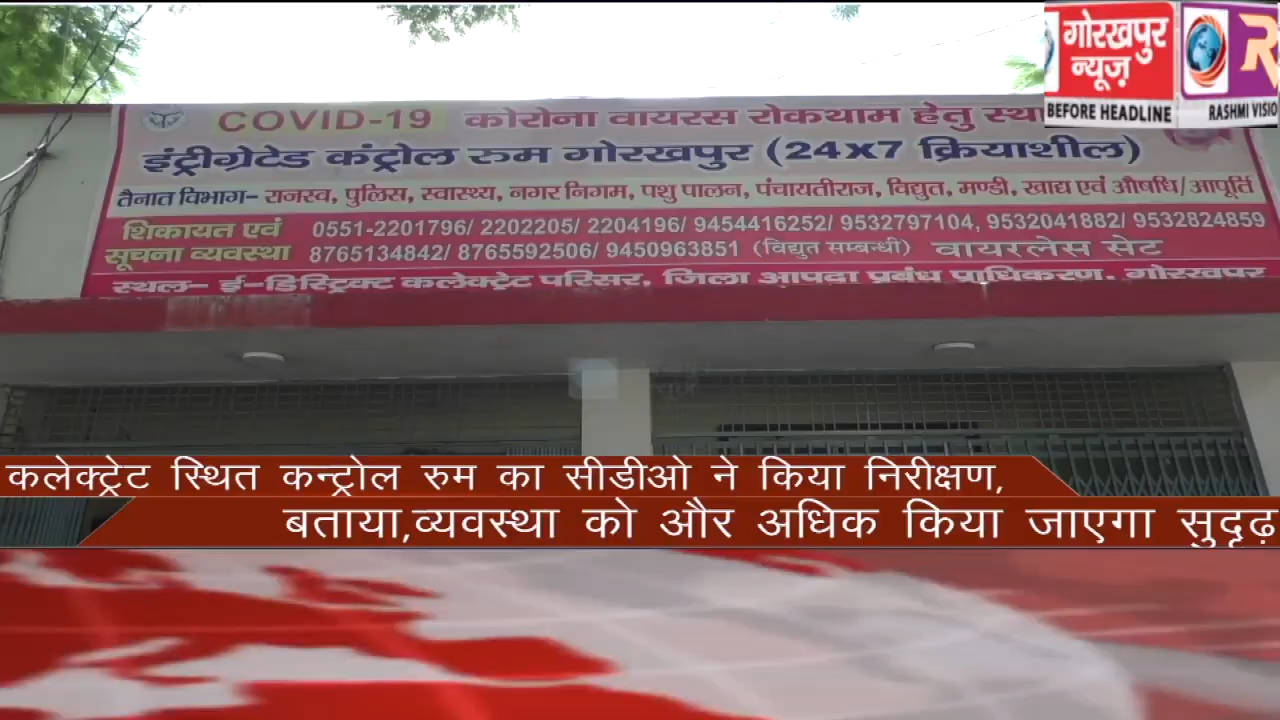 गोरखपुर
न्यूज़
BEFORE HEADLINE
R
RASHMI VISIO
COVID-19 कोरोना वायरस रोकथाम हेतु
इंट्रीग्रेटेड कंट्रोल रुम गोरखपुर (24x7 क्रियाशील)
तैनात विभाग- राजस्व, पुलिस, स्वास्थ्य, नगर निगम, पशु पालन, पंचायतीराज, विद्युत, मण्डी, खाद्य एवं औषधि/आपूर्ति
शिकायत एवं 0551-2201796/ 2202205/ 2204196/ 9454416252/ 9532797104, 9532041882/ 9532824859
सूचना व्यवस्था 8765134842/ 8765592506/ 9450963851 (विद्युत सम्बन्धी) वायरलेस सेट
स्थल- ई-डिस्ट्रिक्ट कलेक्ट्रेट परिसर, जिला आपदा प्रबंध प्राधिकरण, गोरखपुर
कलेक्ट्रेट स्थित कन्ट्रोल रुम का सीडीओ ने किया निरीक्षण,
बताया,व्यवस्था को और अधिक किया जाएगा सुदृढ़